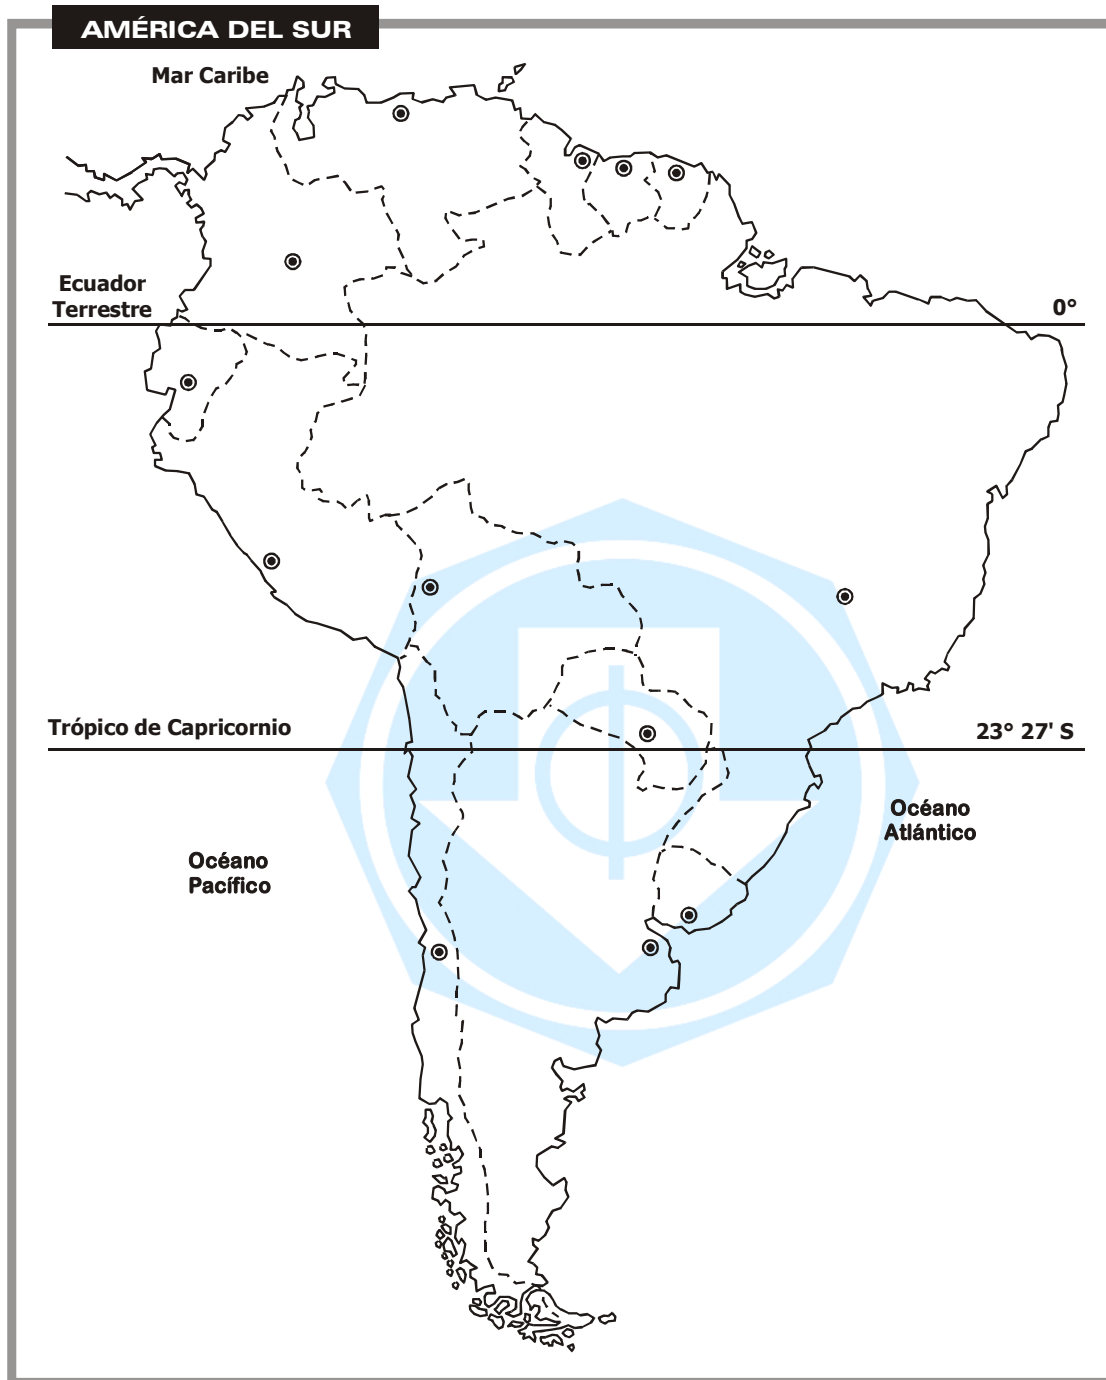 AMÉRICA DEL SUR
Mar Caribe
Ecuador
Terrestre
0°
Trópico de Capricornio
23° 27' S
Océano
Atlántico
Océano
Pacífico